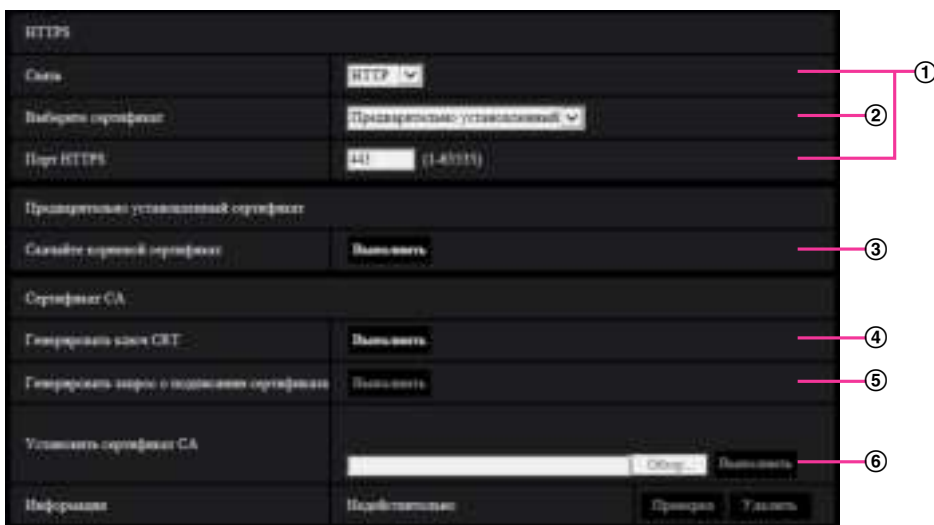 HTTPS
Связь HTTP ①
Выберите сертификат Предварительно установленный ②
Порт HTTPS 443 (1-65535)
Предварительно установленный сертификат
Скачайте корневой сертификат Выполнить ③
Сертификат CA
Генерировать ключ CRT Выполнить ④
Генерировать запрос о подписании сертификата Выполнить ⑤
Установить сертификат CA Обзор... Выполнить ⑥
Информация Недействительно Проверка Удалить